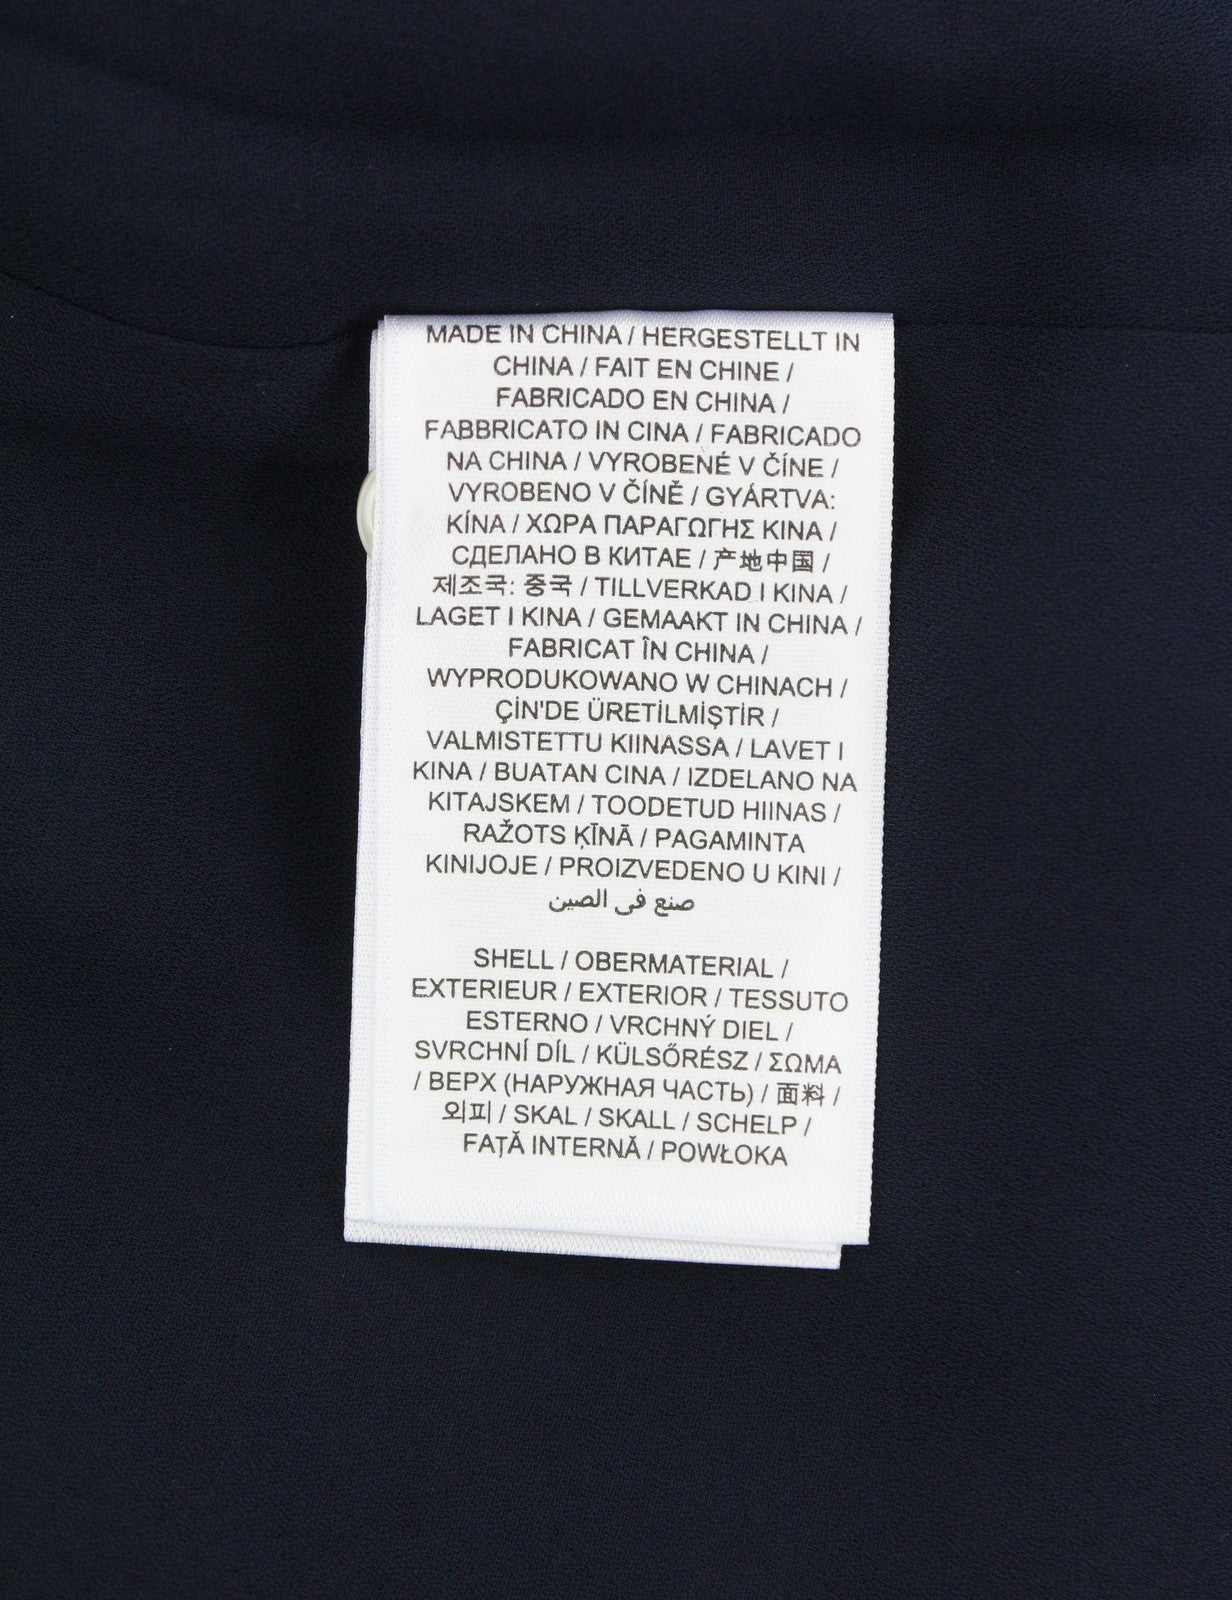 MADE IN CHINA / HERGESTELLT IN
CHINA / FAIT EN CHINE /
FABRICADO EN CHINA /
FABBRICATO IN CINA / FABRICADO
NA CHINA / VYROBENÉ V ČÍNE /
VYROBENO V ČÍNĚ / GYÁRTVA:
KÍNA / ΧΩΡΑ ΠΑΡΑΓΩΓΗΣ ΚΙΝΑ /
СДЕЛАНО В КИТАЕ / 产地中国 /
제조국: 중국 / TILLVERKAD I KINA /
LAGET I KINA / GEMAAKT IN CHINA /
FABRICAT ÎN CHINA /
WYPRODUKOWANO W CHINACH /
ÇİN'DE ÜRETİLMİŞTİR /
VALMISTETTU KIINASSA / LAVET I
KINA / BUATAN CINA / IZDELANO NA
KITAJSKEM / TOODETUD HIINAS /
RAŽOTS ĶĪNĀ / PAGAMINTA
KINIJOJE / PROIZVEDENO U KINI /
صنع في الصين
SHELL / OBERMATERIAL /
EXTERIEUR / EXTERIOR / TESSUTO
ESTERNO / VRCHNÝ DIEL /
SVRCHNÍ DÍL / KÜLSŐRÉSZ / ΣΩΜΑ
/ ВЕРХ (НАРУЖНАЯ ЧАСТЬ) / 面料 /
외피 / SKAL / SKALL / SCHELP /
FAȚĂ INTERNĂ / POWŁOKA